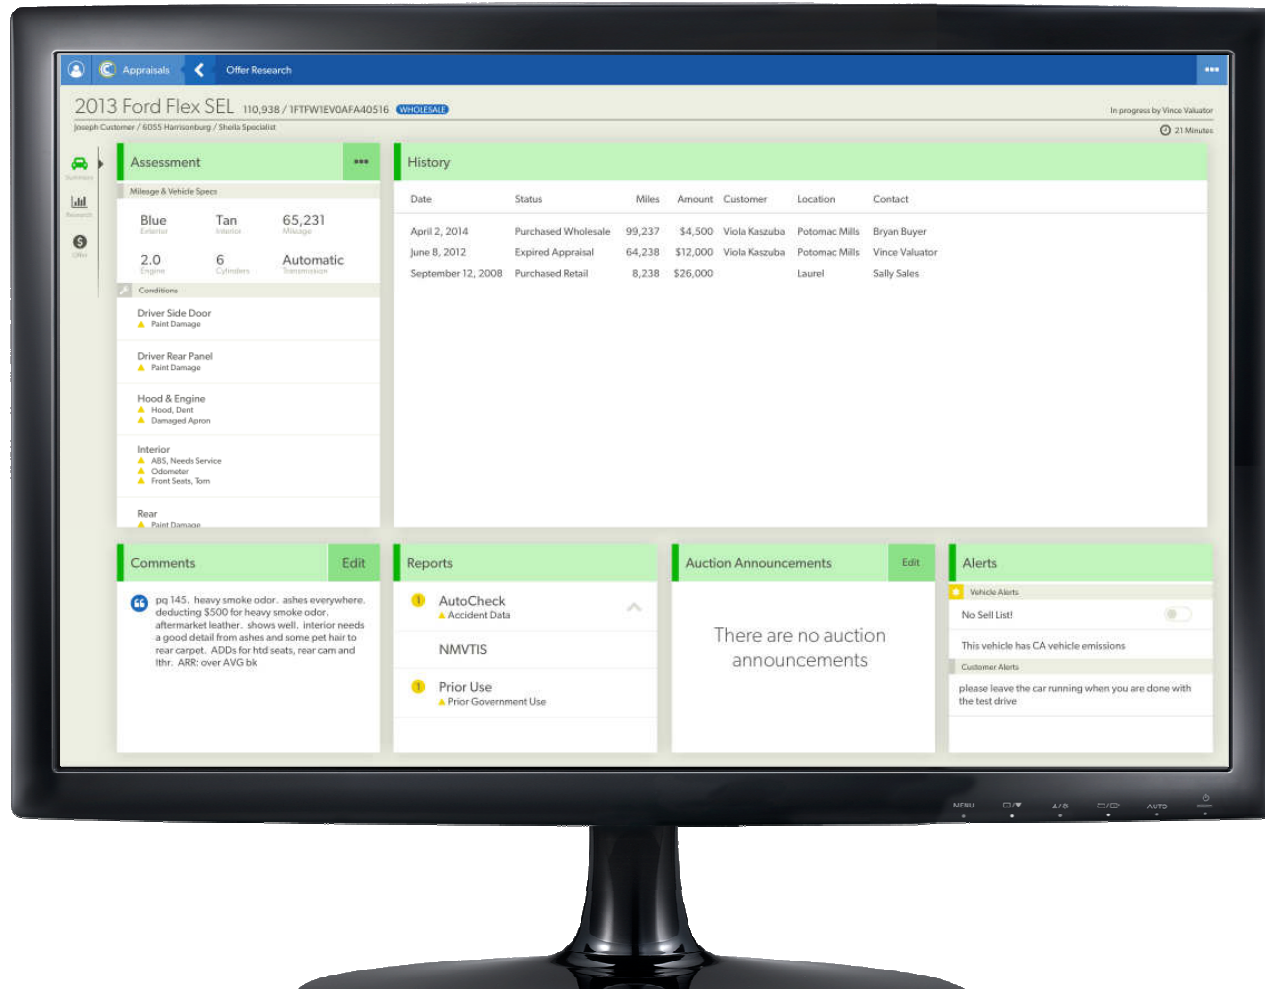 Appraisals
Offer Research
2013 Ford Flex SEL 110,938 / 1FTFW1EV0AFA40516 WHOLESALE
In progress by Vince Valuator
Joseph Customer / 6055 Harrisonburg / Sheila Specialist
21 Minutes
Summary
Research
Offer
Assessment
Mileage & Vehicle Specs
Blue Tan 65,231
Exterior Interior Mileage
2.0 6 Automatic
Engine Cylinders Transmission
Conditions
Driver Side Door
Paint Damage
Driver Rear Panel
Paint Damage
Hood & Engine
Hood, Dent
Damaged Apron
Interior
ABS, Needs Service
Odometer
Front Seats, Torn
Rear
Paint Damage
History
Date Status Miles Amount Customer Location Contact
April 2, 2014 Purchased Wholesale 99,237 $4,500 Viola Kaszuba Potomac Mills Bryan Buyer
June 8, 2012 Expired Appraisal 64,238 $12,000 Viola Kaszuba Potomac Mills Vince Valuator
September 12, 2008 Purchased Retail 8,238 $26,000 Laurel Sally Sales
Comments Edit
pq 145. heavy smoke odor. ashes everywhere.
deducting $500 for heavy smoke odor.
aftermarket leather. shows well. interior needs
a good detail from ashes and some pet hair to
rear carpet. ADDs for htd seats, rear cam and
lthr. ARR: over AVG bk
Reports
1 AutoCheck
Accident Data
NMVTIS
1 Prior Use
Prior Government Use
Auction Announcements Edit
There are no auction
announcements
Alerts
Vehicle Alerts
No Sell List!
This vehicle has CA vehicle emissions
Customer Alerts
please leave the car running when you are done with
the test drive
MENU AUTO